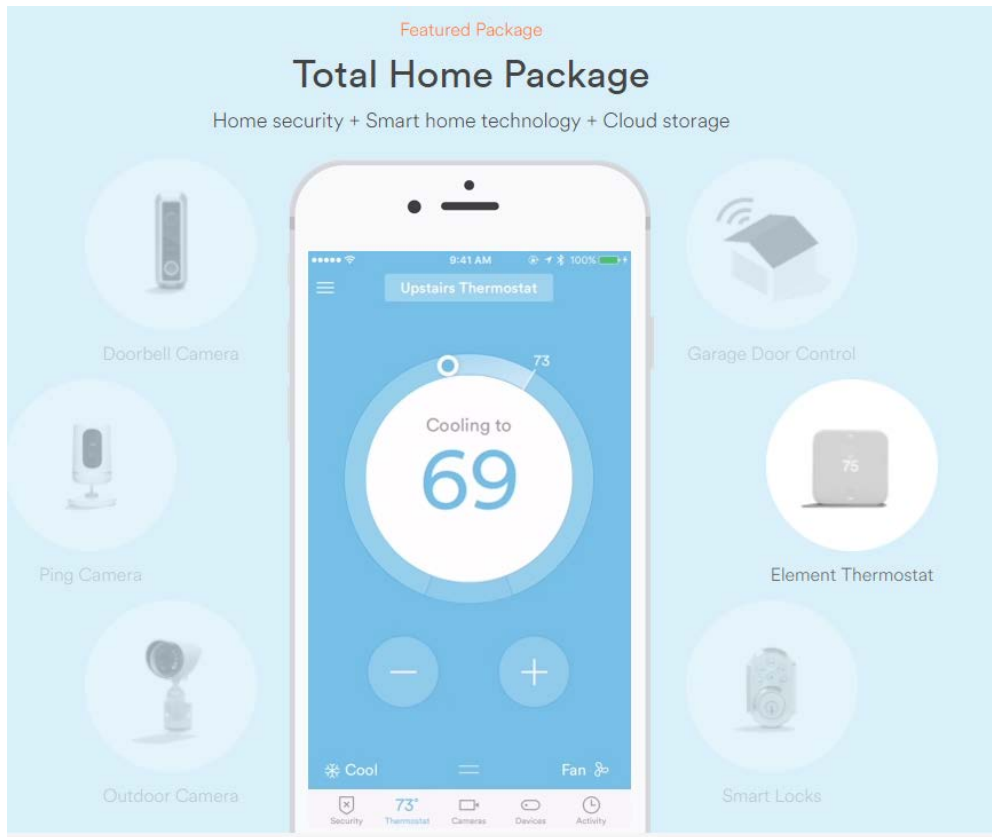 Featured Package
Total Home Package
Home security + Smart home technology + Cloud storage
9:41 AM
100%
Upstairs Thermostat
Doorbell Camera
Garage Door Control
73
Cooling to
69
75
Ping Camera
Element Thermostat
Cool
Fan
Outdoor Camera
Smart Locks
73°
Security
Thermostat
Cameras
Devices
Activity